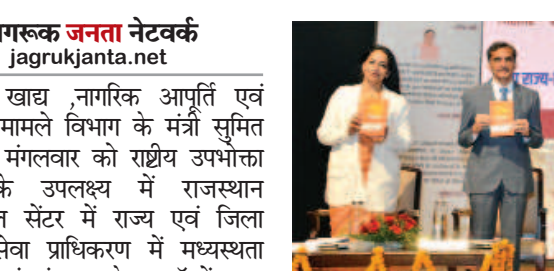 जागरूक जनता नेटवर्क
jagrukjanta.net
खाद्य ,नागरिक आपूर्ति एवं
मामले विभाग के मंत्री सुमित
मंगलवार को राष्ट्रीय उपभोक्ता
के उपलक्ष्य में राजस्थान
सेंटर में राज्य एवं जिला
सेवा प्राधिकरण में मध्यस्थता
राज्य